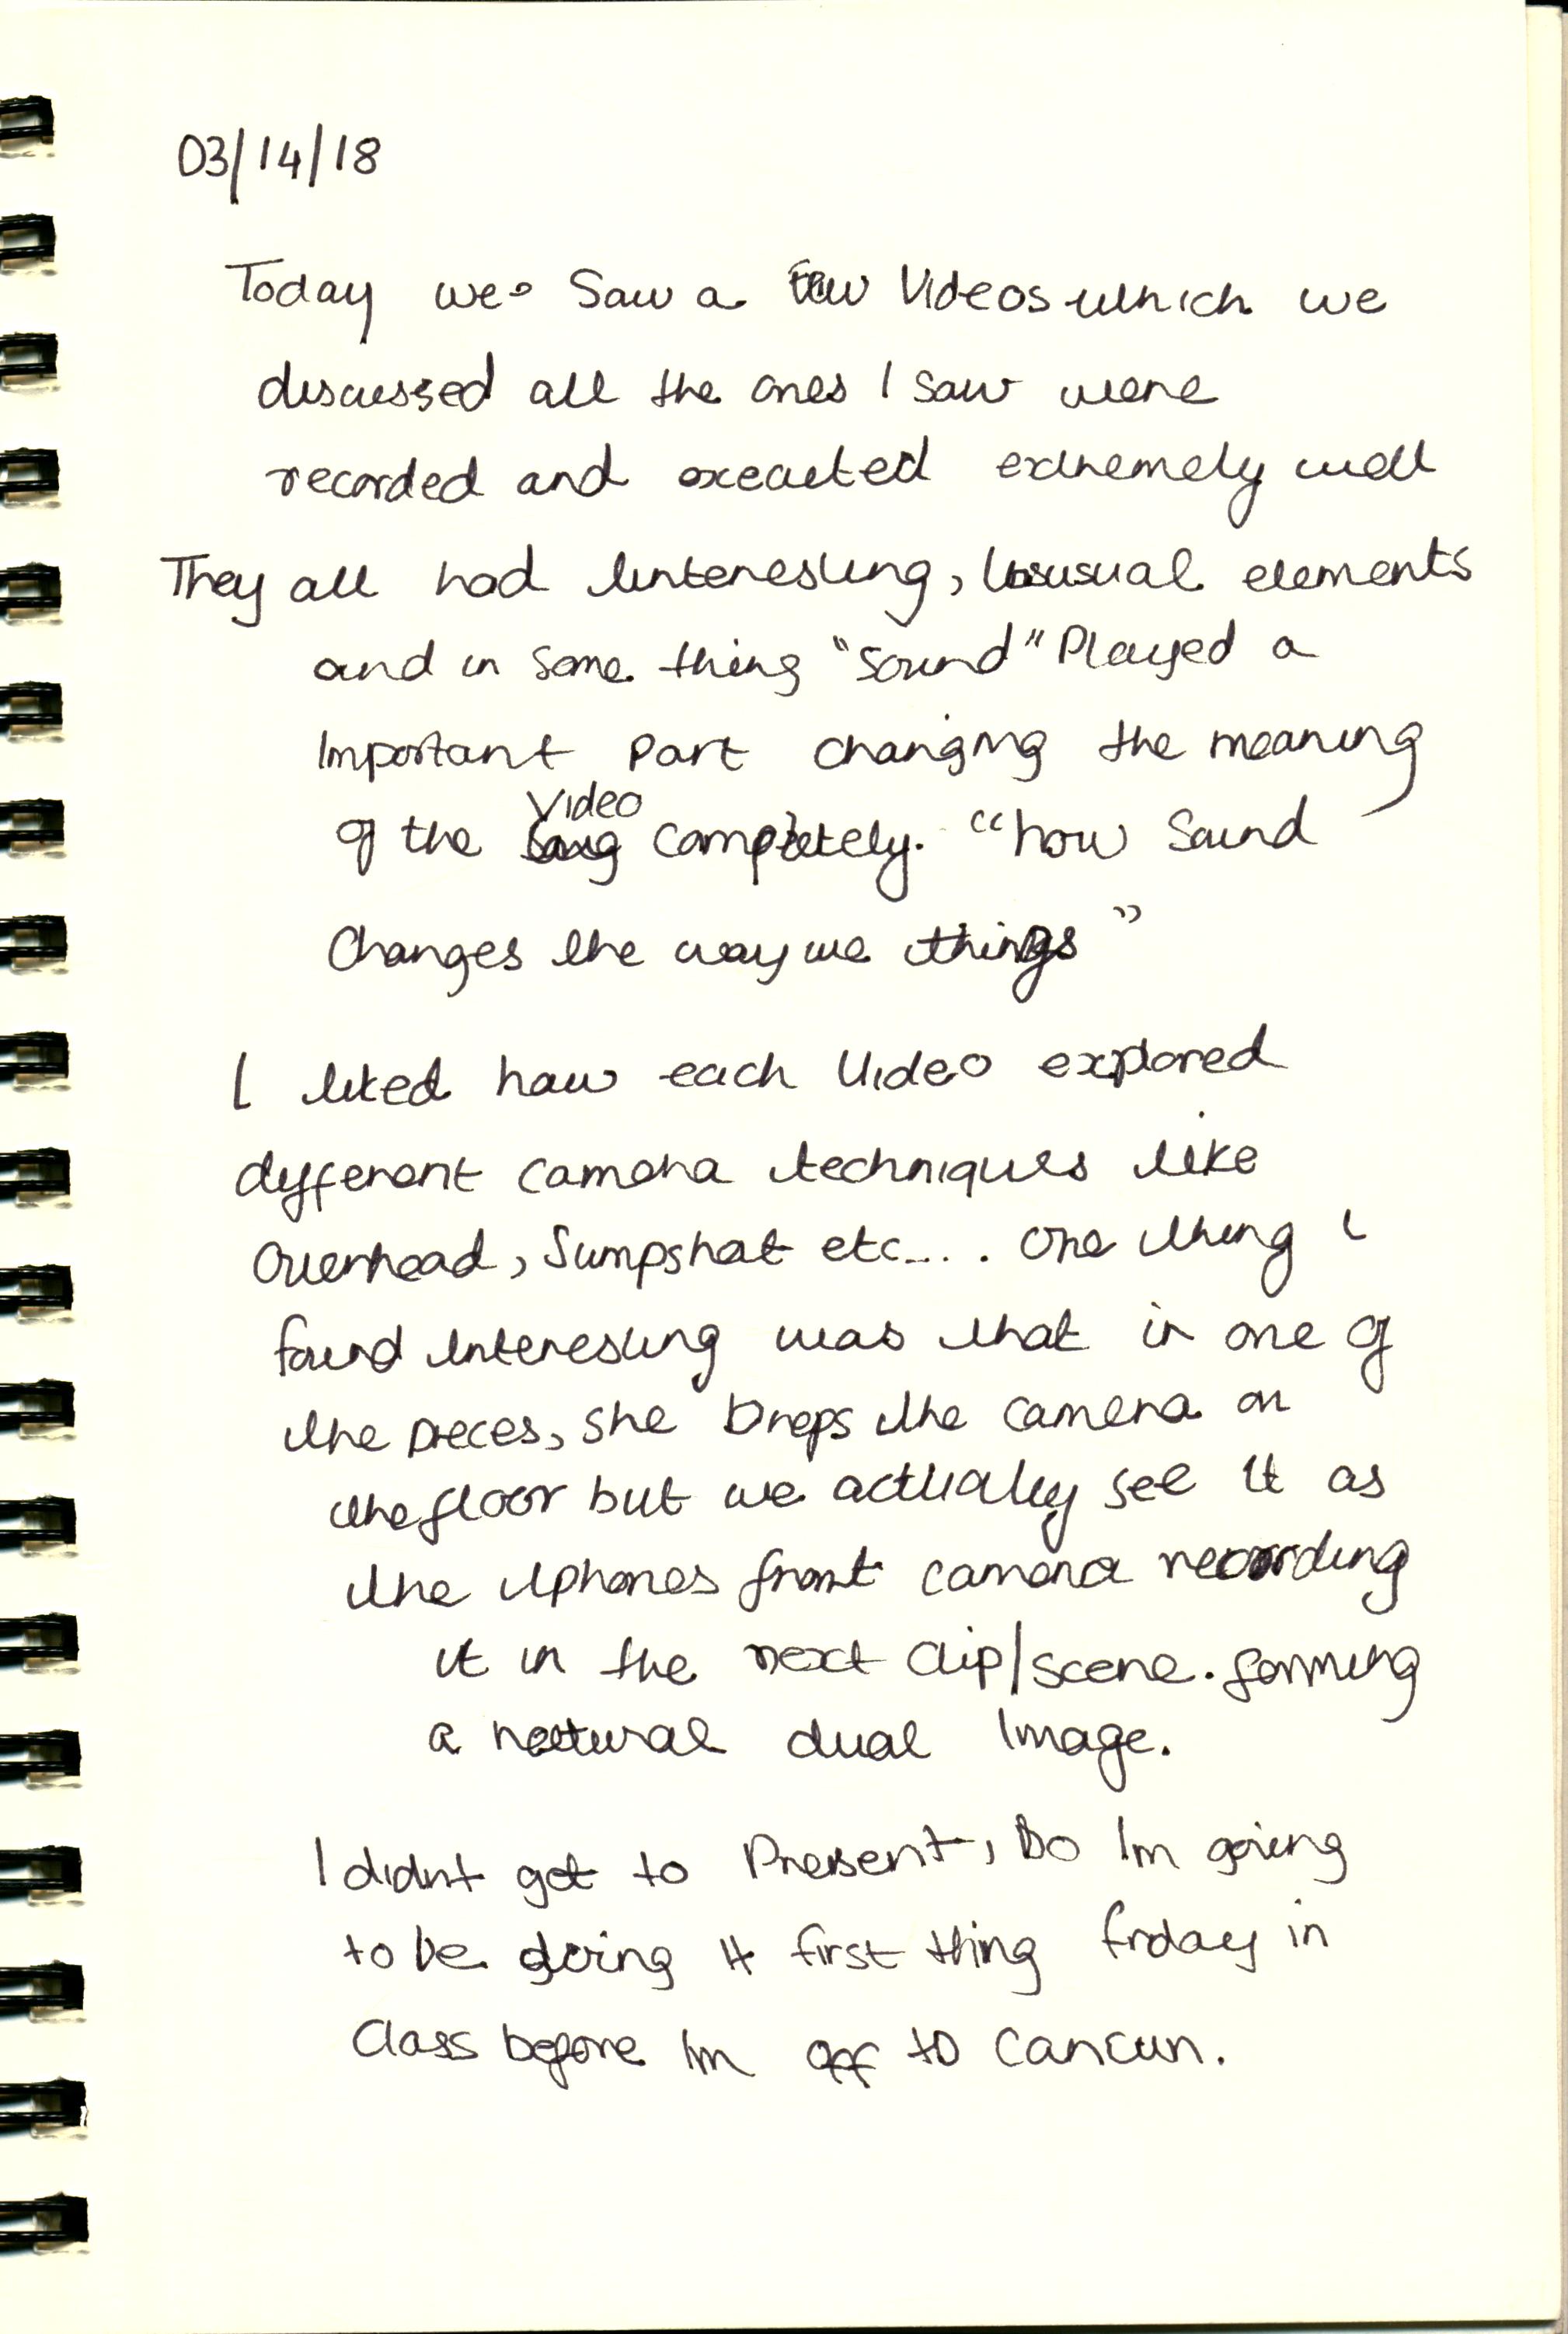 03/14/18
Today we saw a few Videos which we
discussed all the ones I saw were
recorded and executed extremely well
They all had interesting, usual elements
and in some thing "sound" Played a
Important part changing the meaning
of the Video completely. "how Sound
Changes the way we things"
I liked how each Video explored
different camera techniques like
Overhead, Jumpshot etc.... One thing i
found interesting was that in one of
the pieces, she Drops the camera on
the floor but we actually see it as
the iphones front camera recording
it in the next clip/scene. forming
a natural dual Image.
I didnt get to Present, So Im going
to be doing it first thing friday in
Class before Im off to Cancun.